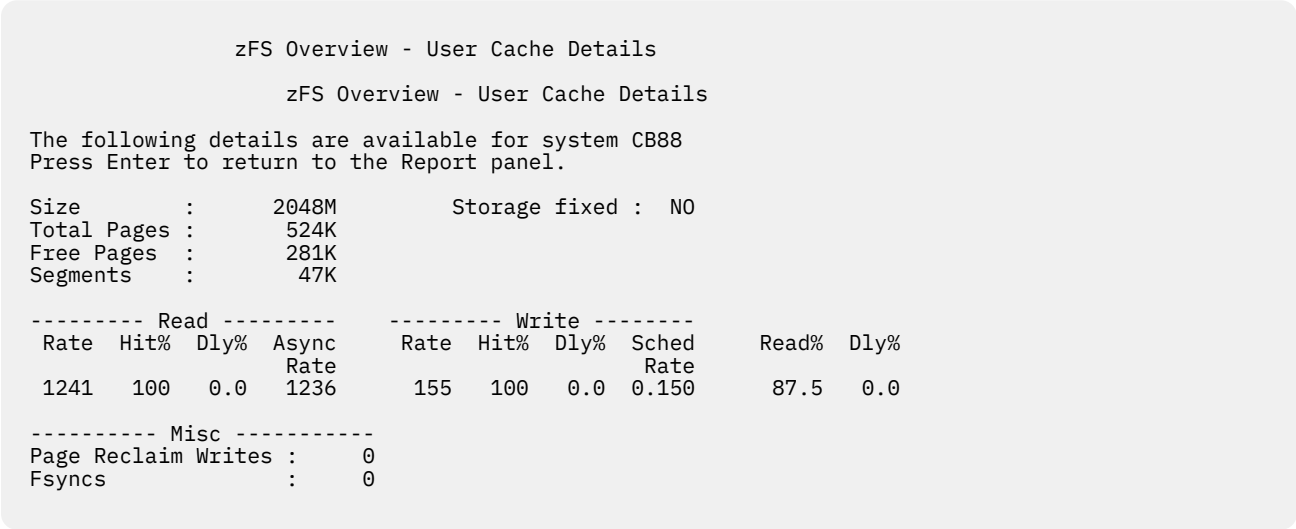 zFS Overview - User Cache Details
                    zFS Overview - User Cache Details
The following details are available for system CB88
Press Enter to return to the Report panel.
Size        :      2048M         Storage fixed :  NO
Total Pages :       524K
Free Pages  :       281K
Segments    :        47K
--------- Read ---------    --------- Write --------
 Rate  Hit%  Dly%  Async     Rate  Hit%  Dly%  Sched     Read%  Dly%
                    Rate                        Rate
 1241   100   0.0   1236      155   100   0.0  0.150      87.5   0.0
---------- Misc -----------
Page Reclaim Writes :     0
Fsyncs              :     0